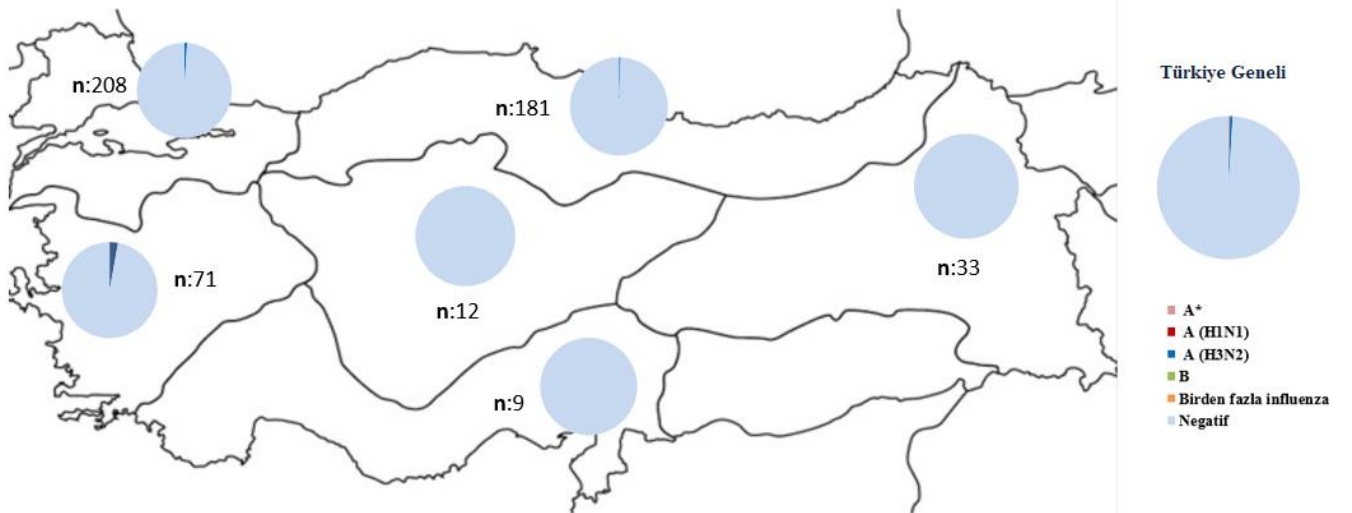 n:208
n:181
n:71
n:12
n:33
n:9
Türkiye Geneli
A*
A (H1N1)
A (H3N2)
B
Birden fazla influenza
Negatif